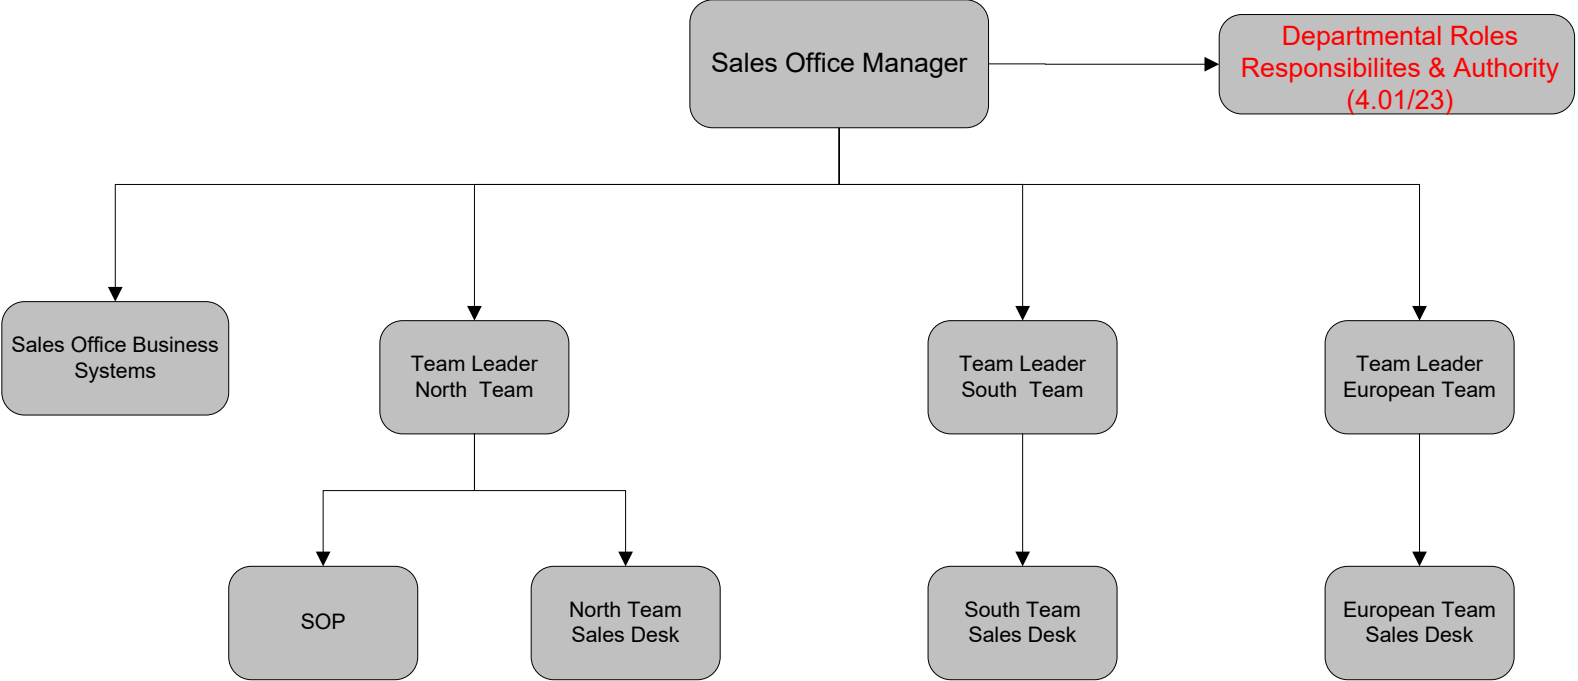 Sales Office Manager
Departmental Roles
Responsibilites & Authority
(4.01/23)
Sales Office Business
Systems
Team Leader
North Team
Team Leader
South Team
Team Leader
European Team
SOP
North Team
Sales Desk
South Team
Sales Desk
European Team
Sales Desk